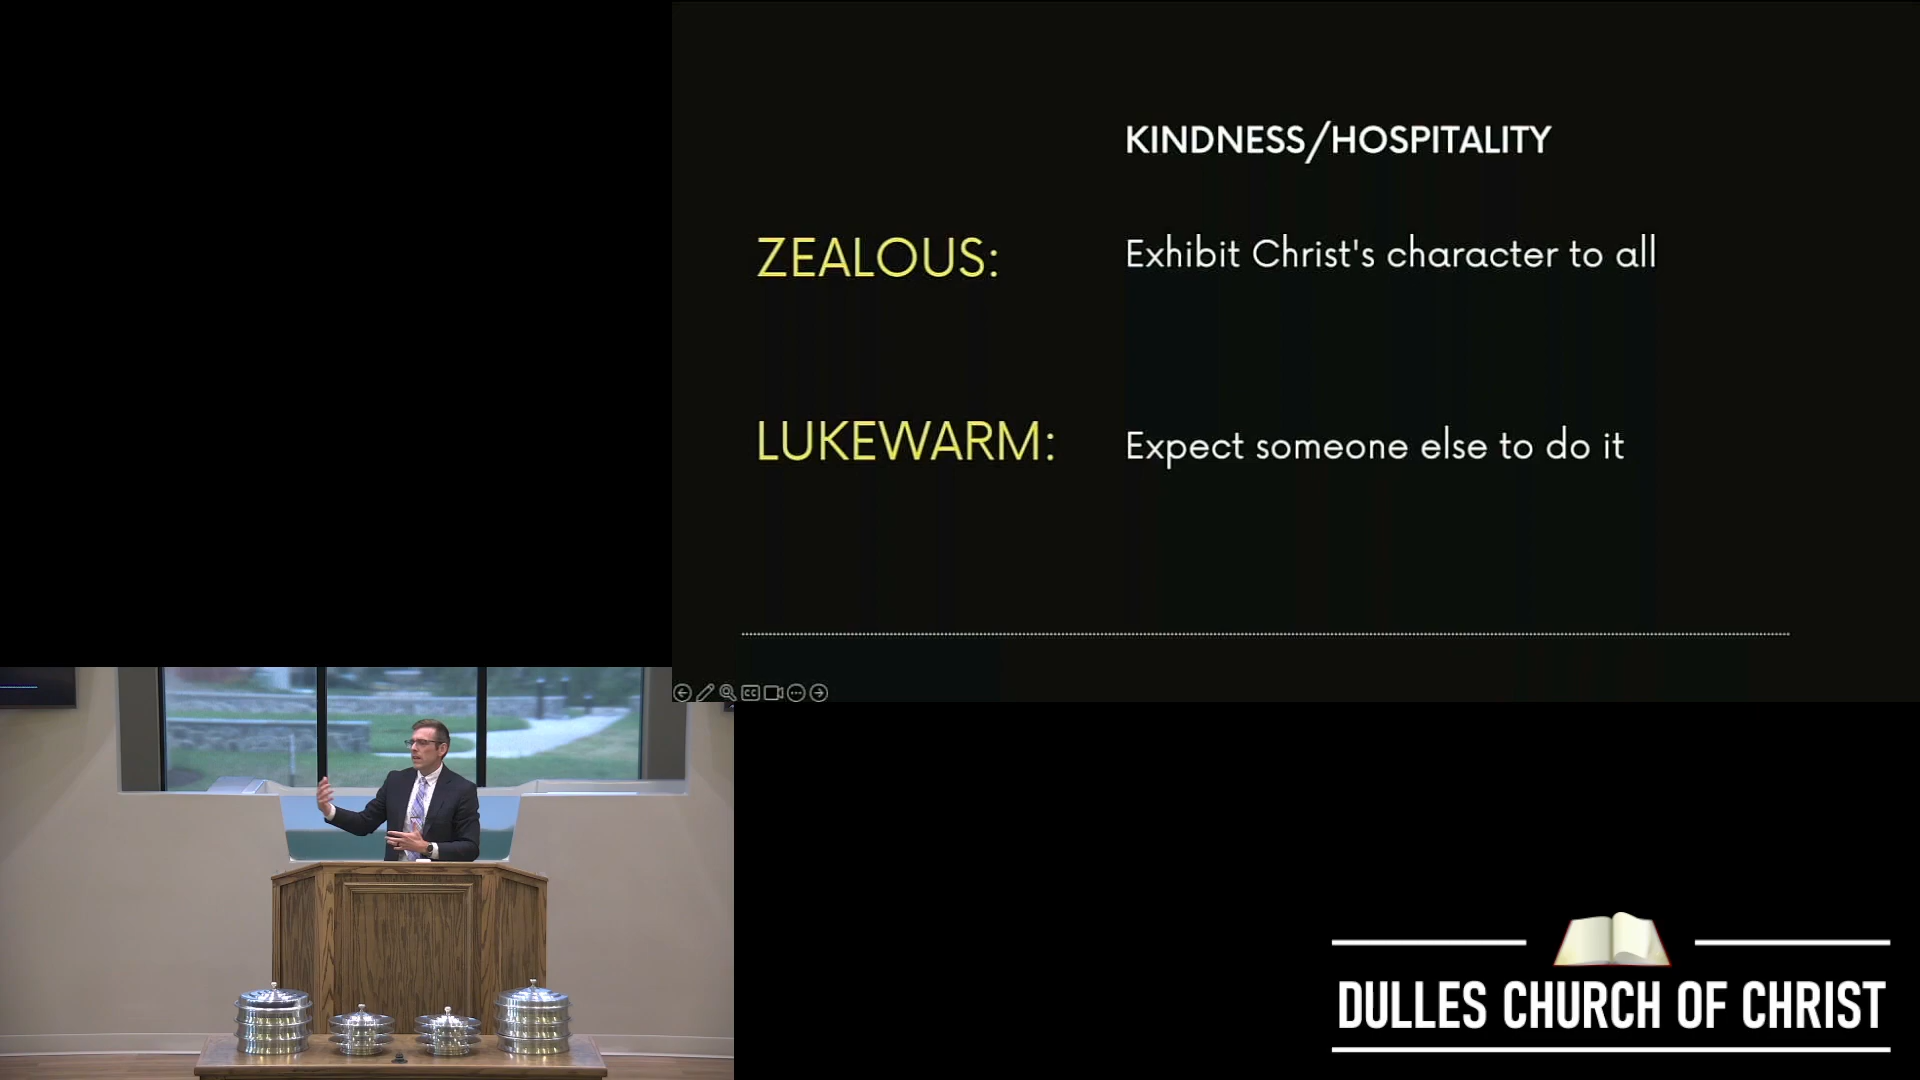 KINDNESS/HOSPITALITY
ZEALOUS: Exhibit Christ's character to all
LUKEWARM: Expect someone else to do it
CC
DULLES CHURCH OF CHRIST